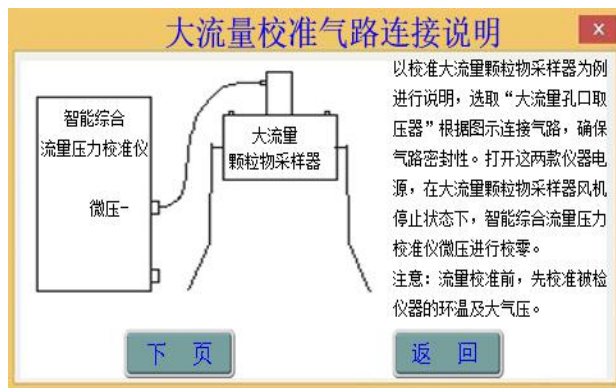 大流量校准气路连接说明
智能综合
流量压力校准仪
微压-
大流量
颗粒物采样器
以校准大流量颗粒物采样器为例
进行说明，选取“大流量孔口取
压器”根据图示连接气路，确保
气路密封性。打开这两款仪器电
源，在大流量颗粒物采样器风机
停止状态下，智能综合流量压力
校准仪微压进行校零。
注意：流量校准前，先校准被检
仪器的环温及大气压。
下 页
返 回